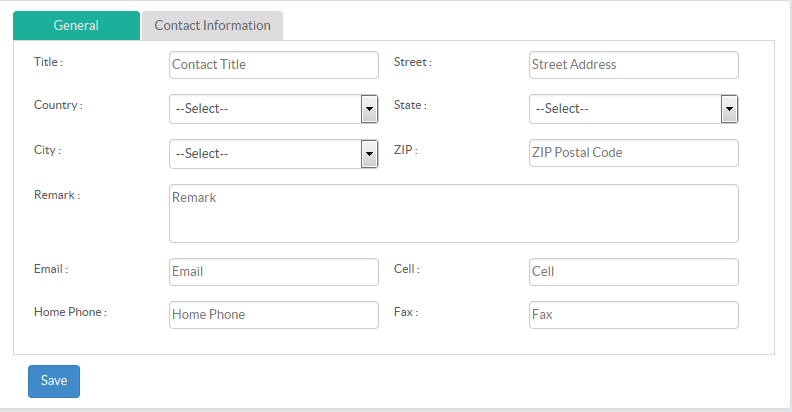 General Contact Information
Title : Contact Title Street : Street Address
Country : --Select-- State : --Select--
City : --Select-- ZIP : ZIP Postal Code
Remark : Remark
Email : Email Cell : Cell
Home Phone : Home Phone Fax : Fax
Save